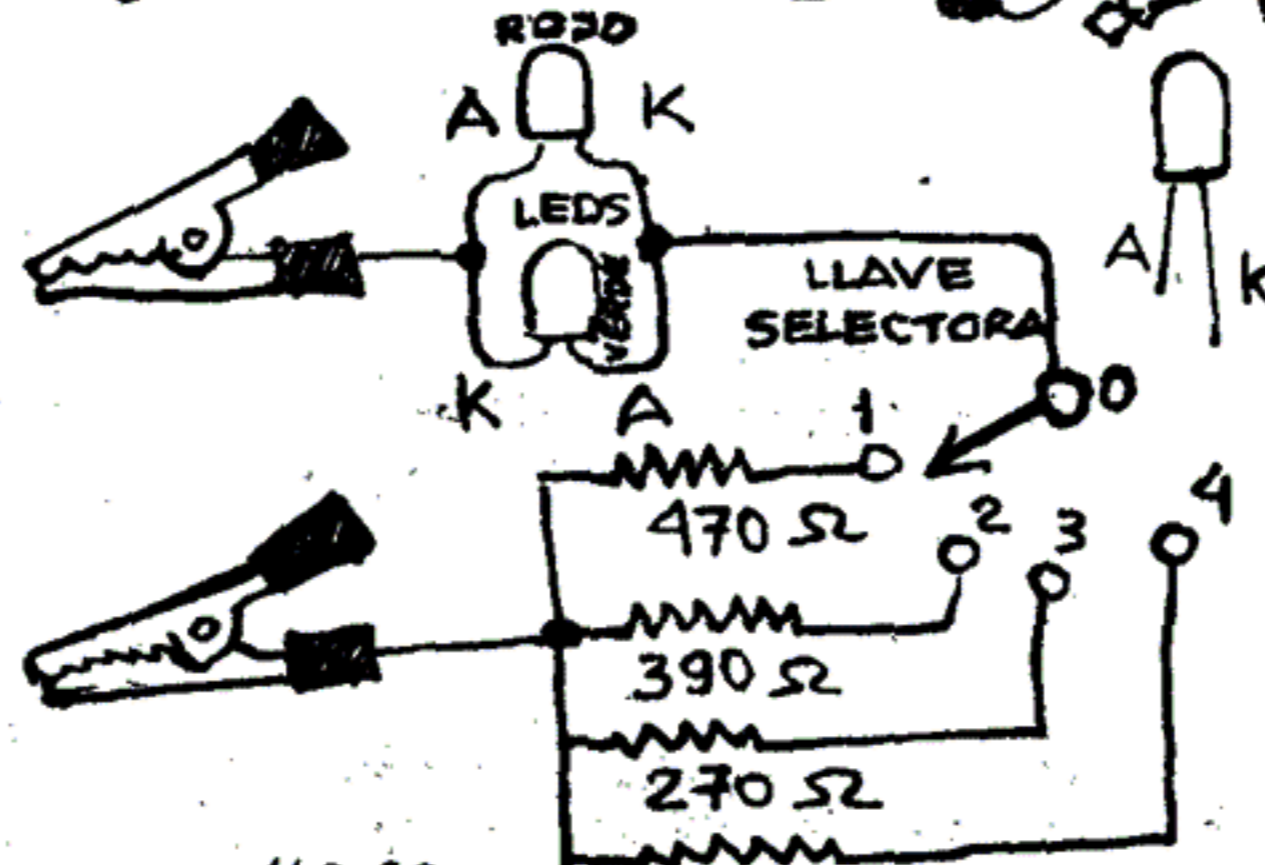 ROJO
A K
LEDS
VERDE
K A
LLAVE
SELECTORA
A K
0
1
470 Ω
2
3
4
390 Ω
270 Ω